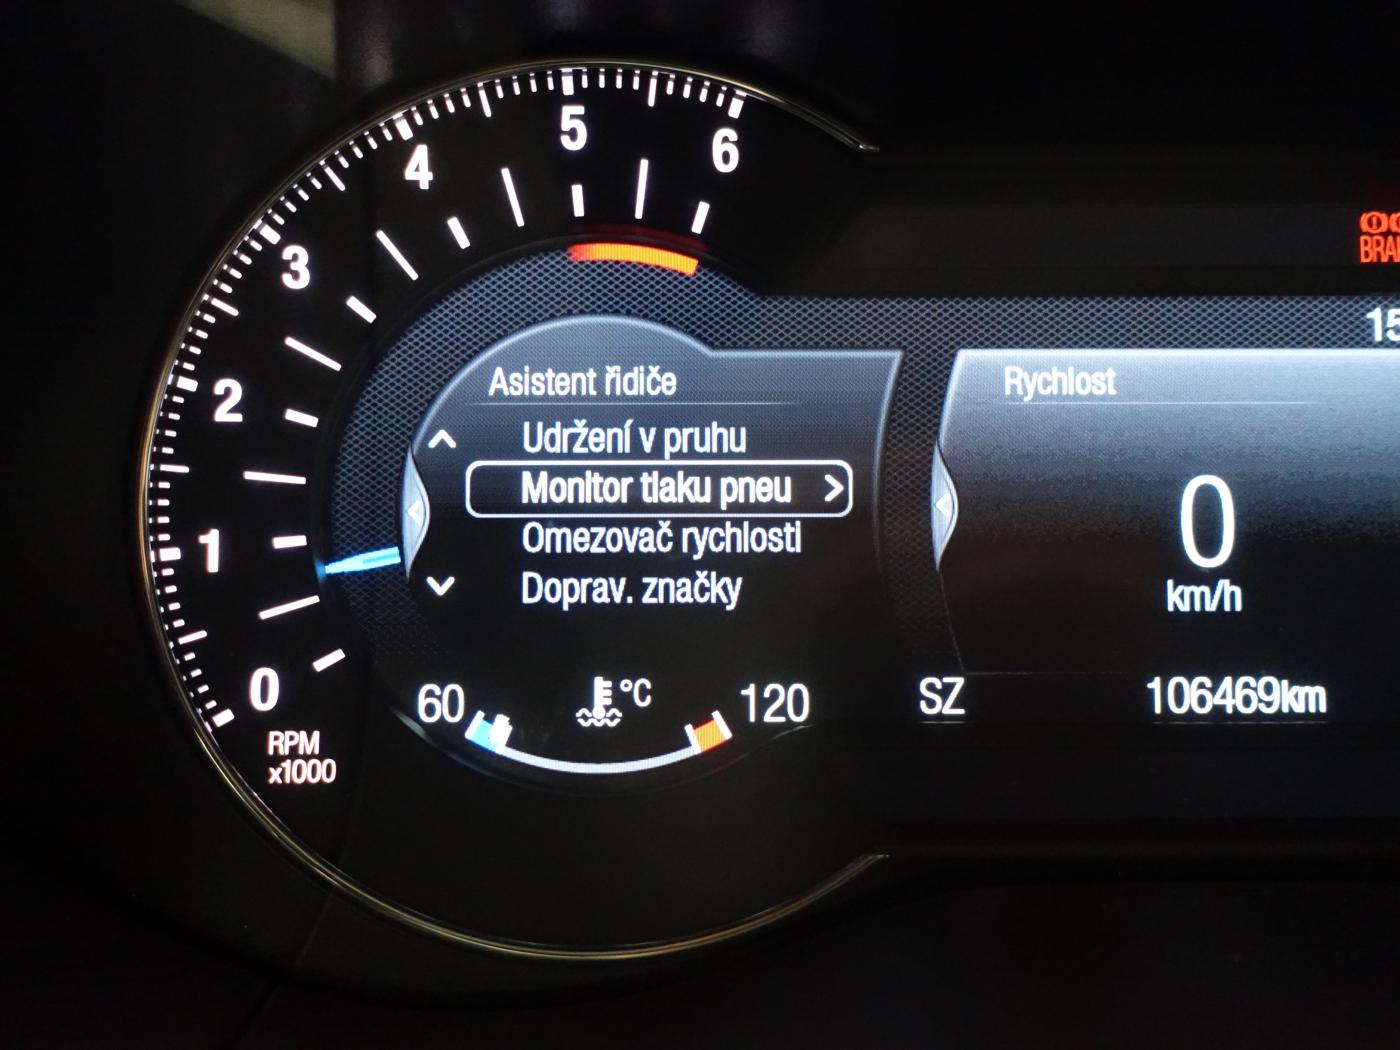 6
5
4
3
2
1
0
RPM
x1000
Asistent řidiče
Udržení v pruhu
Monitor tlaku pneu
Omezovač rychlosti
Doprav. značky
60
°C
120
15
Rychlost
0
km/h
SZ
106469km